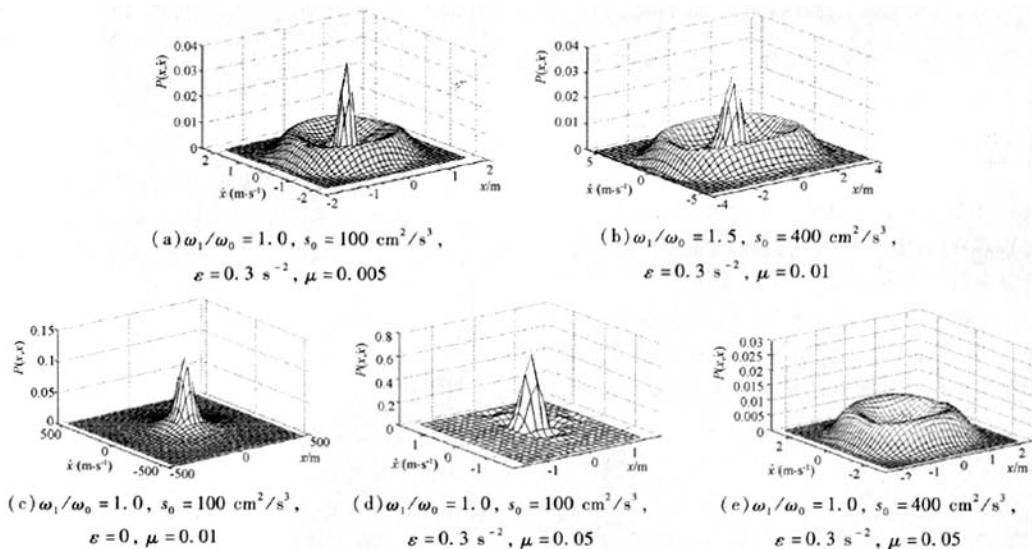 P(x,ẋ)
0.04
0.03
0.02
0.01
0
2
1
0
-1
-2
ẋ (m·s⁻¹)
-2
-1
0
1
2
x/m
(a) ω₁/ω₀ = 1.0, s₀ = 100 cm²/s³,
ε = 0.3 s⁻², μ = 0.005
P(x,ẋ)
0.04
0.03
0.02
0.01
0
5
0
-5
ẋ (m·s⁻¹)
-4
-2
0
2
4
x/m
(b) ω₁/ω₀ = 1.5, s₀ = 400 cm²/s³,
ε = 0.3 s⁻², μ = 0.01
P(x,ẋ)
0.15
0.1
0.05
0
500
0
-500
ẋ (m·s⁻¹)
-500
0
500
x/m
(c) ω₁/ω₀ = 1.0, s₀ = 100 cm²/s³,
ε = 0, μ = 0.01
P(x,ẋ)
0.8
0.6
0.4
0.2
0
1
0
-1
ẋ (m·s⁻¹)
-1
0
1
x/m
(d) ω₁/ω₀ = 1.0, s₀ = 100 cm²/s³,
ε = 0.3 s⁻², μ = 0.05
P(x,ẋ)
0.03
0.025
0.02
0.015
0.01
0.005
0
2
0
-2
ẋ (m·s⁻¹)
-2
-1
0
1
2
x/m
(e) ω₁/ω₀ = 1.0, s₀ = 400 cm²/s³,
ε = 0.3 s⁻², μ = 0.05